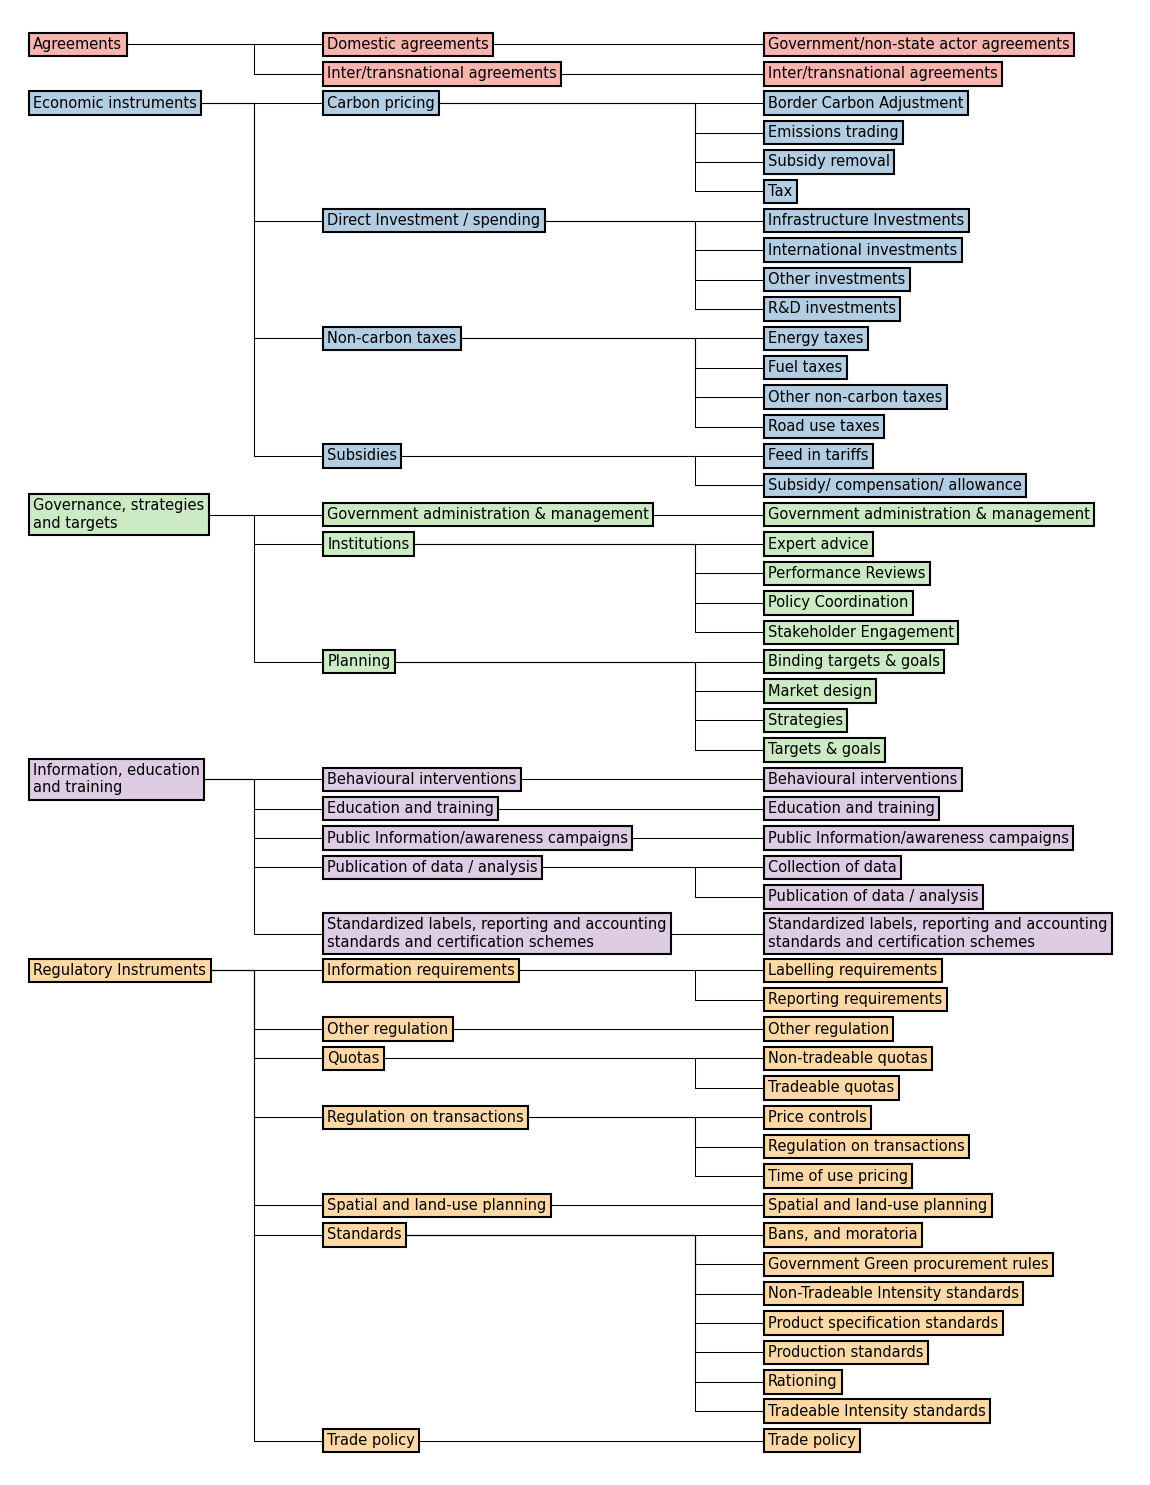 Agreements
Domestic agreements
Government/non-state actor agreements
Inter/transnational agreements
Inter/transnational agreements
Economic instruments
Carbon pricing
Border Carbon Adjustment
Emissions trading
Subsidy removal
Tax
Direct Investment / spending
Infrastructure Investments
International investments
Other investments
R&D investments
Non-carbon taxes
Energy taxes
Fuel taxes
Other non-carbon taxes
Road use taxes
Subsidies
Feed in tariffs
Subsidy/ compensation/ allowance
Governance, strategies
and targets
Government administration & management
Government administration & management
Institutions
Expert advice
Performance Reviews
Policy Coordination
Stakeholder Engagement
Planning
Binding targets & goals
Market design
Strategies
Targets & goals
Information, education
and training
Behavioural interventions
Behavioural interventions
Education and training
Education and training
Public Information/awareness campaigns
Public Information/awareness campaigns
Publication of data / analysis
Collection of data
Publication of data / analysis
Standardized labels, reporting and accounting
standards and certification schemes
Standardized labels, reporting and accounting
standards and certification schemes
Regulatory Instruments
Information requirements
Labelling requirements
Reporting requirements
Other regulation
Other regulation
Quotas
Non-tradeable quotas
Tradeable quotas
Regulation on transactions
Price controls
Regulation on transactions
Time of use pricing
Spatial and land-use planning
Spatial and land-use planning
Standards
Bans, and moratoria
Government Green procurement rules
Non-Tradeable Intensity standards
Product specification standards
Production standards
Rationing
Tradeable Intensity standards
Trade policy
Trade policy